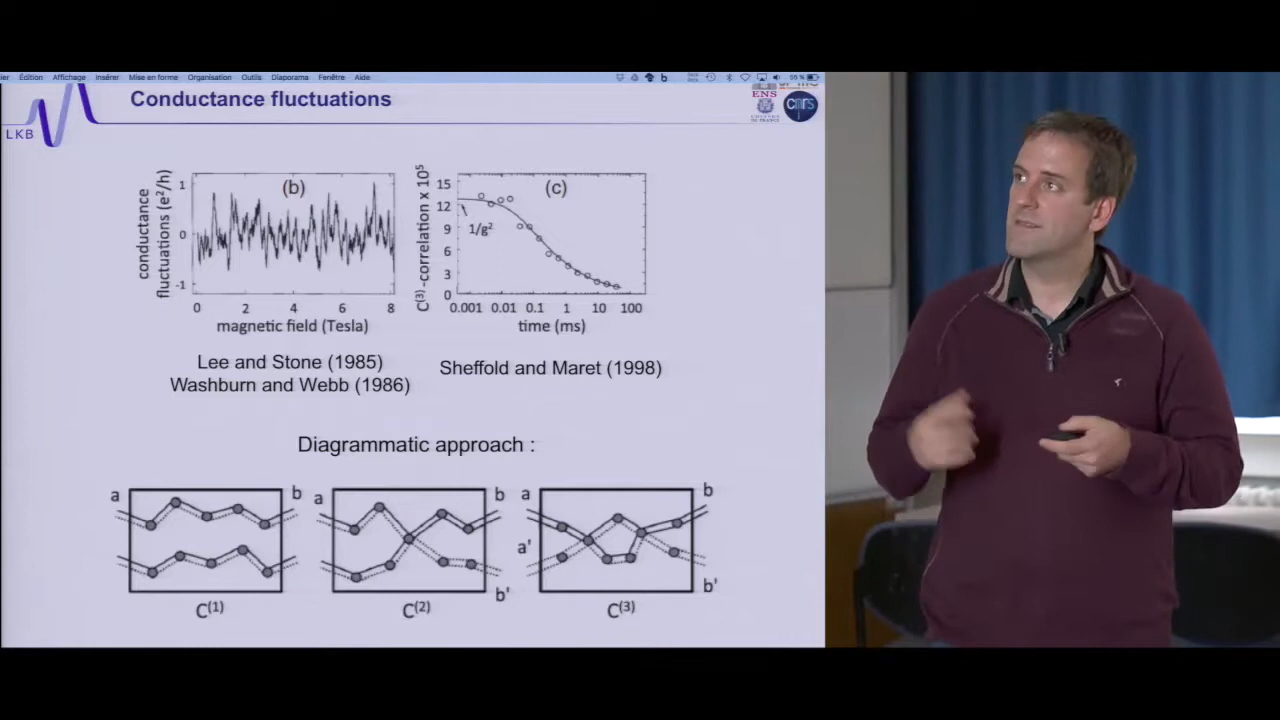 Édition Affichage Insérer Mise en forme Organisation Outils Diaporama Fenêtre Aide
55 %
Conductance fluctuations
LKB
ENS
cnrs
conductance
fluctuations (e²/h)
1
0
-1
(b)
0 2 4 6 8
magnetic field (Tesla)
C⁽³⁾-correlation x 10⁵
15
12
9
6
3
0
(c)
1/g²
0.001 0.01 0.1 1 10 100
time (ms)
Lee and Stone (1985)
Washburn and Webb (1986)
Sheffold and Maret (1998)
Diagrammatic approach :
a b
C⁽¹⁾
a b
b'
C⁽²⁾
a b
a'
b'
C⁽³⁾